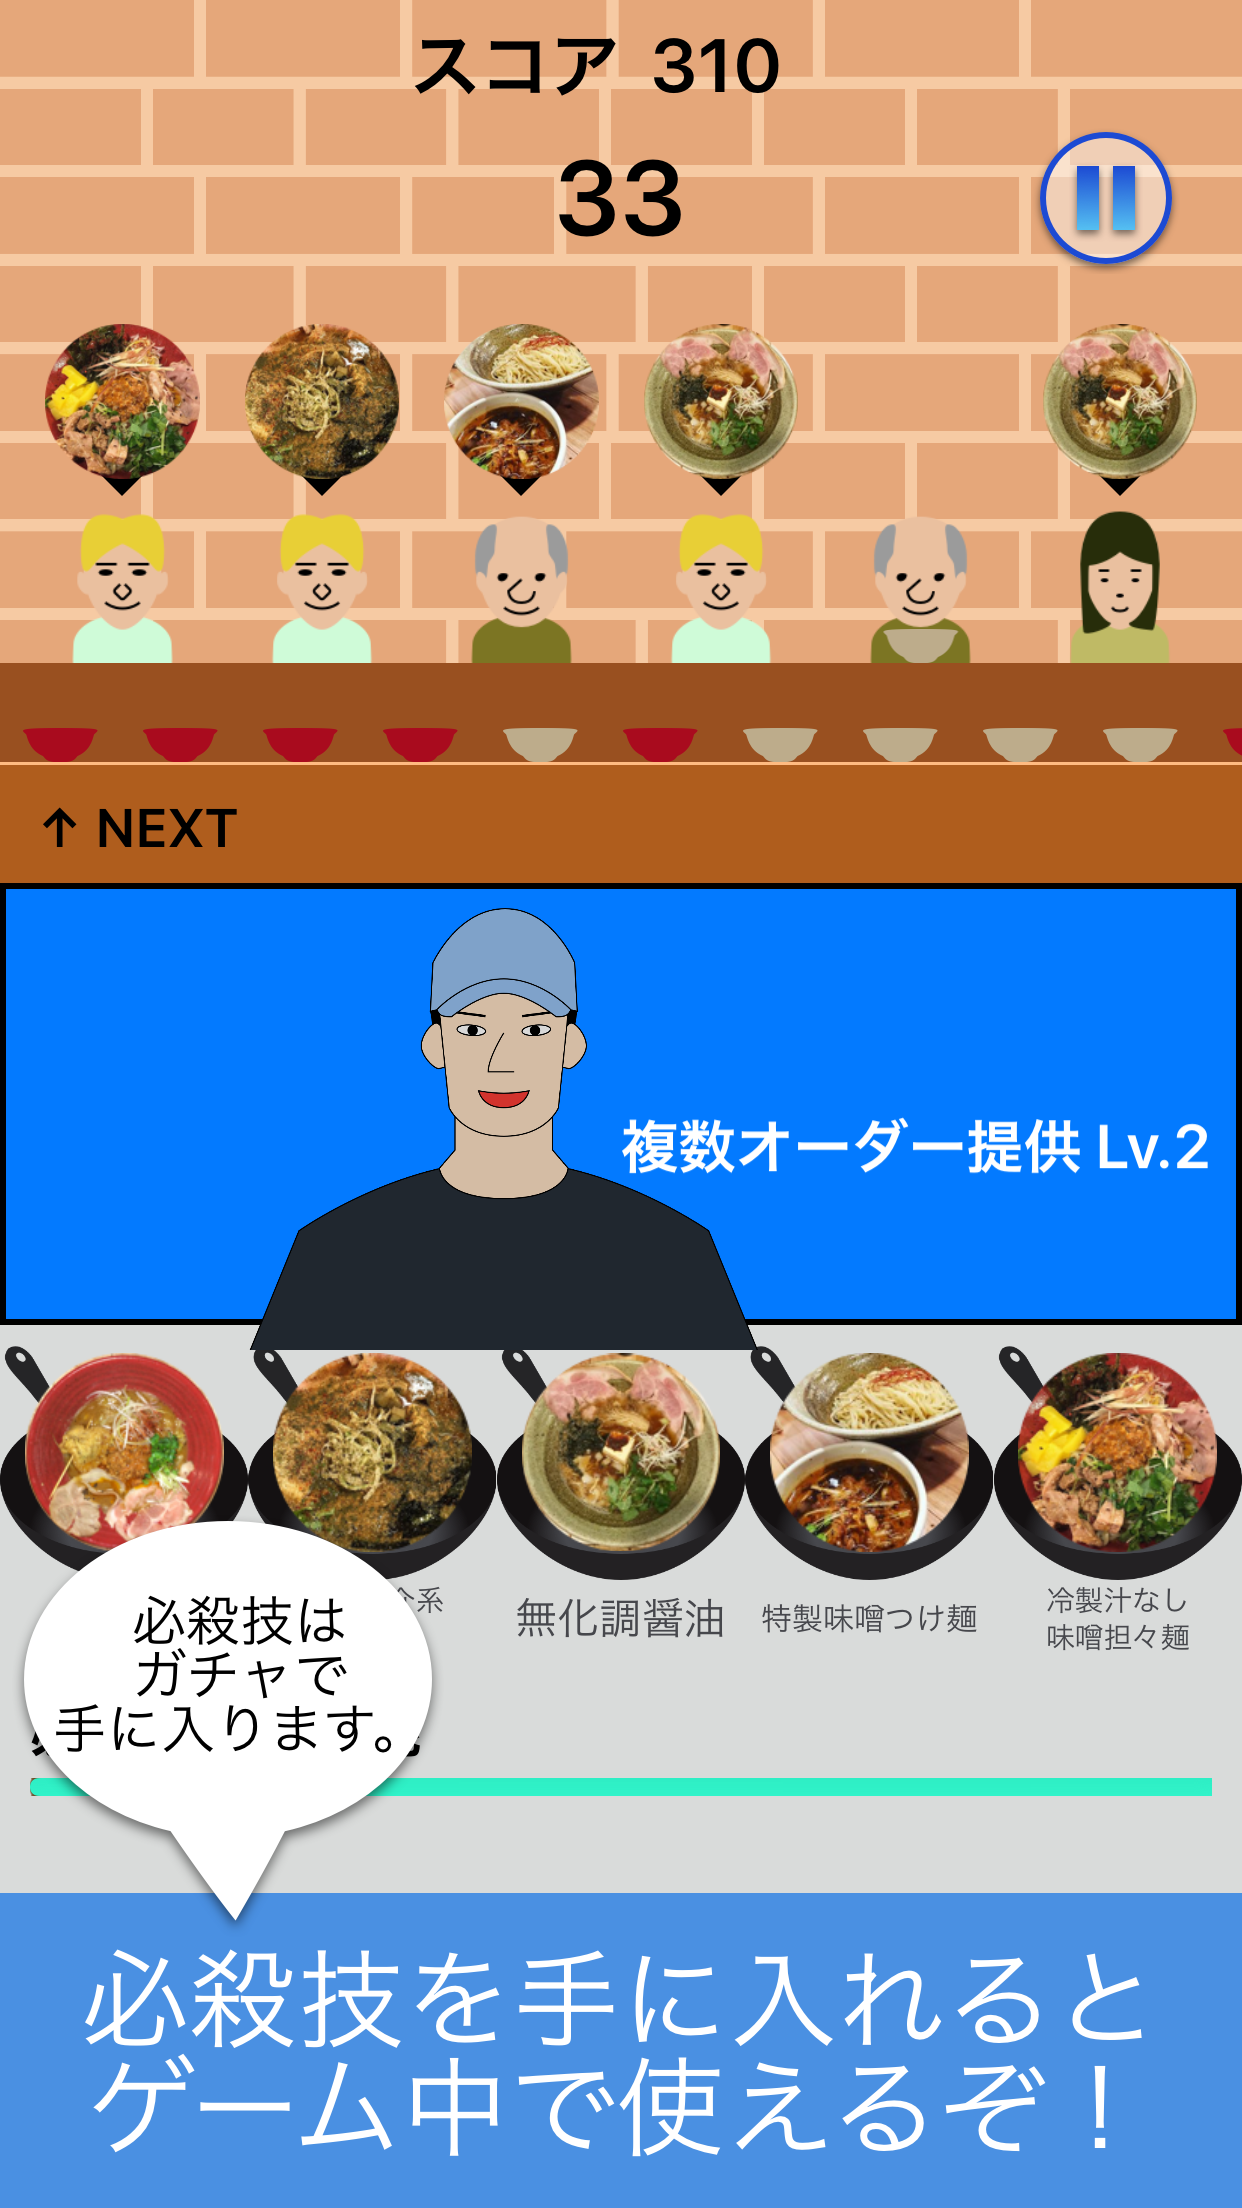 スコア 310
33
↑ NEXT
複数オーダー提供 Lv.2
介系
無化調醤油
特製味噌つけ麺
冷製汁なし
味噌担々麺
必殺技は
ガチャで
手に入ります。
必殺技を手に入れると
ゲーム中で使えるぞ！